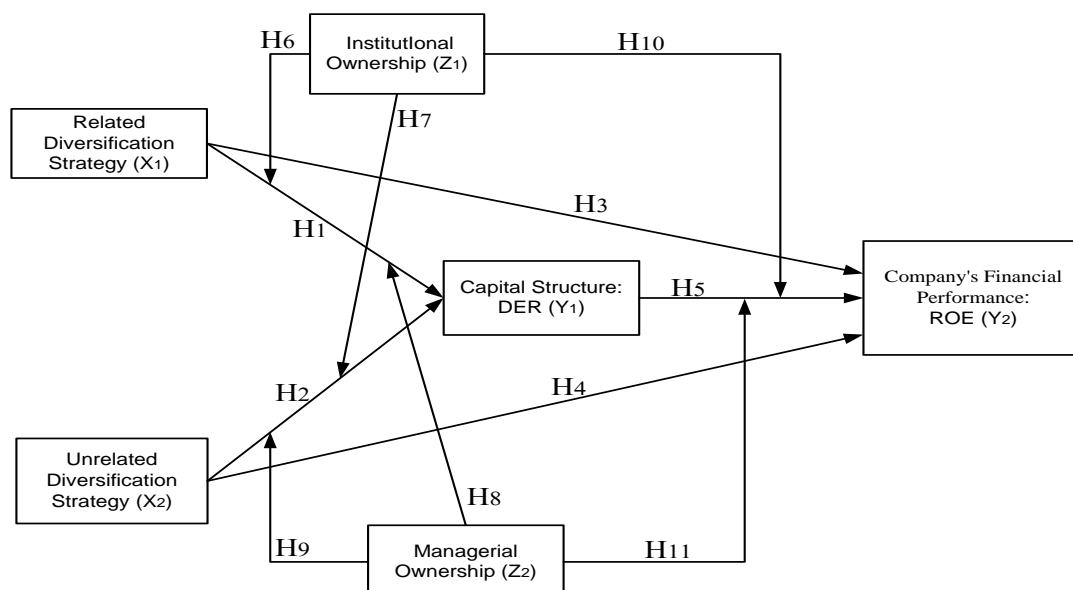 H6
InstitutIonal
Ownership (Z1)
H10
H7
Related
Diversification
Strategy (X1)
H3
H1
Capital Structure:
DER (Y1)
H5
Company's Financial
Performance:
ROE (Y2)
H2
H4
Unrelated
Diversification
Strategy (X2)
H8
H9
Managerial
Ownership (Z2)
H11